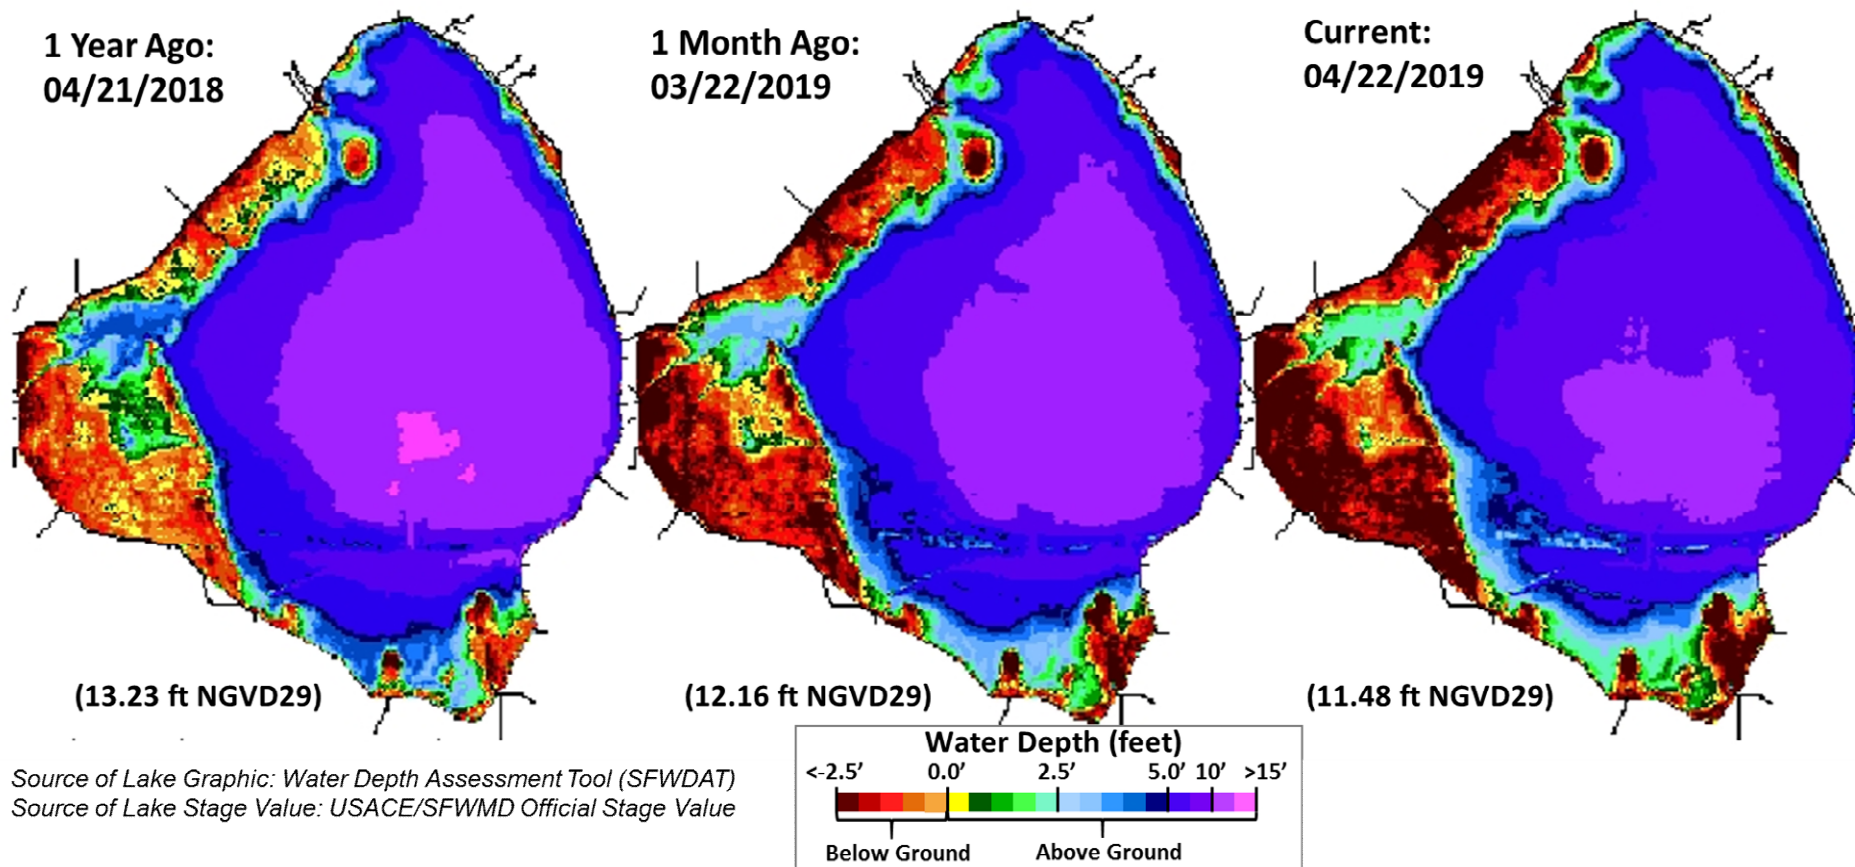 1 Year Ago:
04/21/2018
1 Month Ago:
03/22/2019
Current:
04/22/2019
(13.23 ft NGVD29)
(12.16 ft NGVD29)
(11.48 ft NGVD29)
Source of Lake Graphic: Water Depth Assessment Tool (SFWDAT)
Source of Lake Stage Value: USACE/SFWMD Official Stage Value
Water Depth (feet)
<-2.5' 0.0' 2.5' 5.0' 10' >15'
Below Ground Above Ground